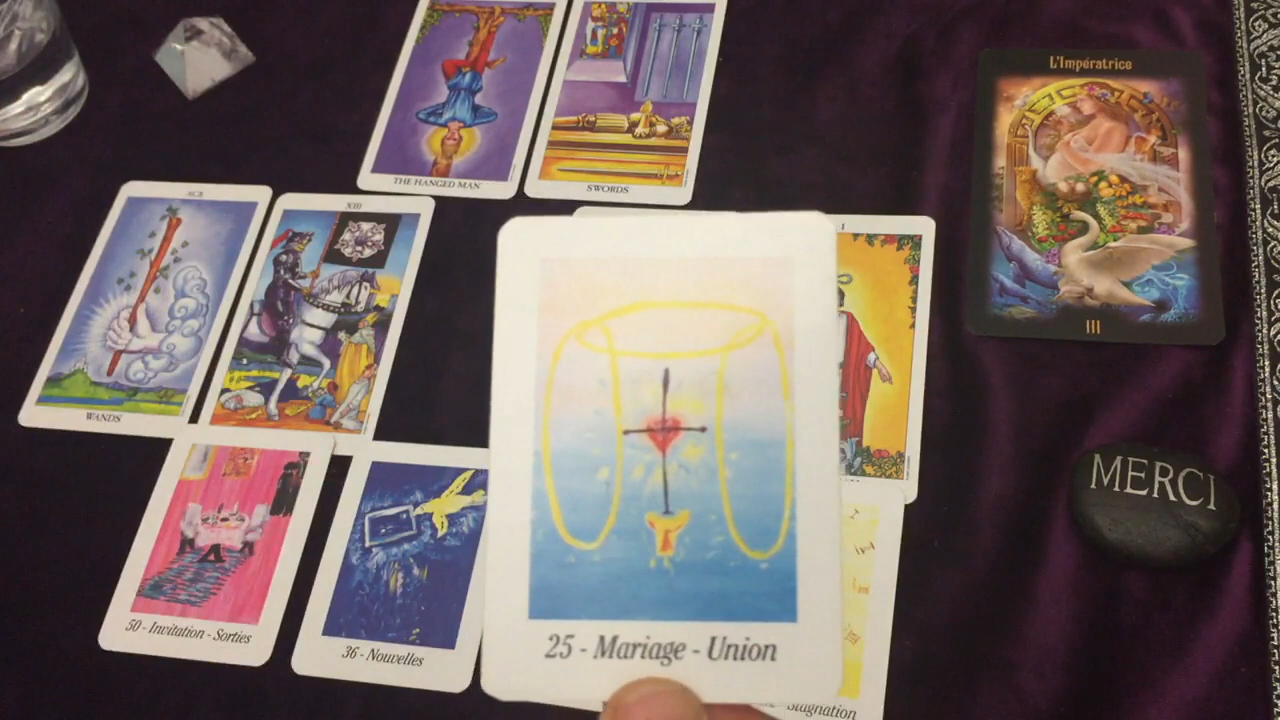 THE HANGED MAN
SWORDS
L'Impératrice
III
ACE
WANDS
XIII
I
MERCI
50 - Invitation - Sorties
36 - Nouvelles
25 - Mariage - Union
Stagnation